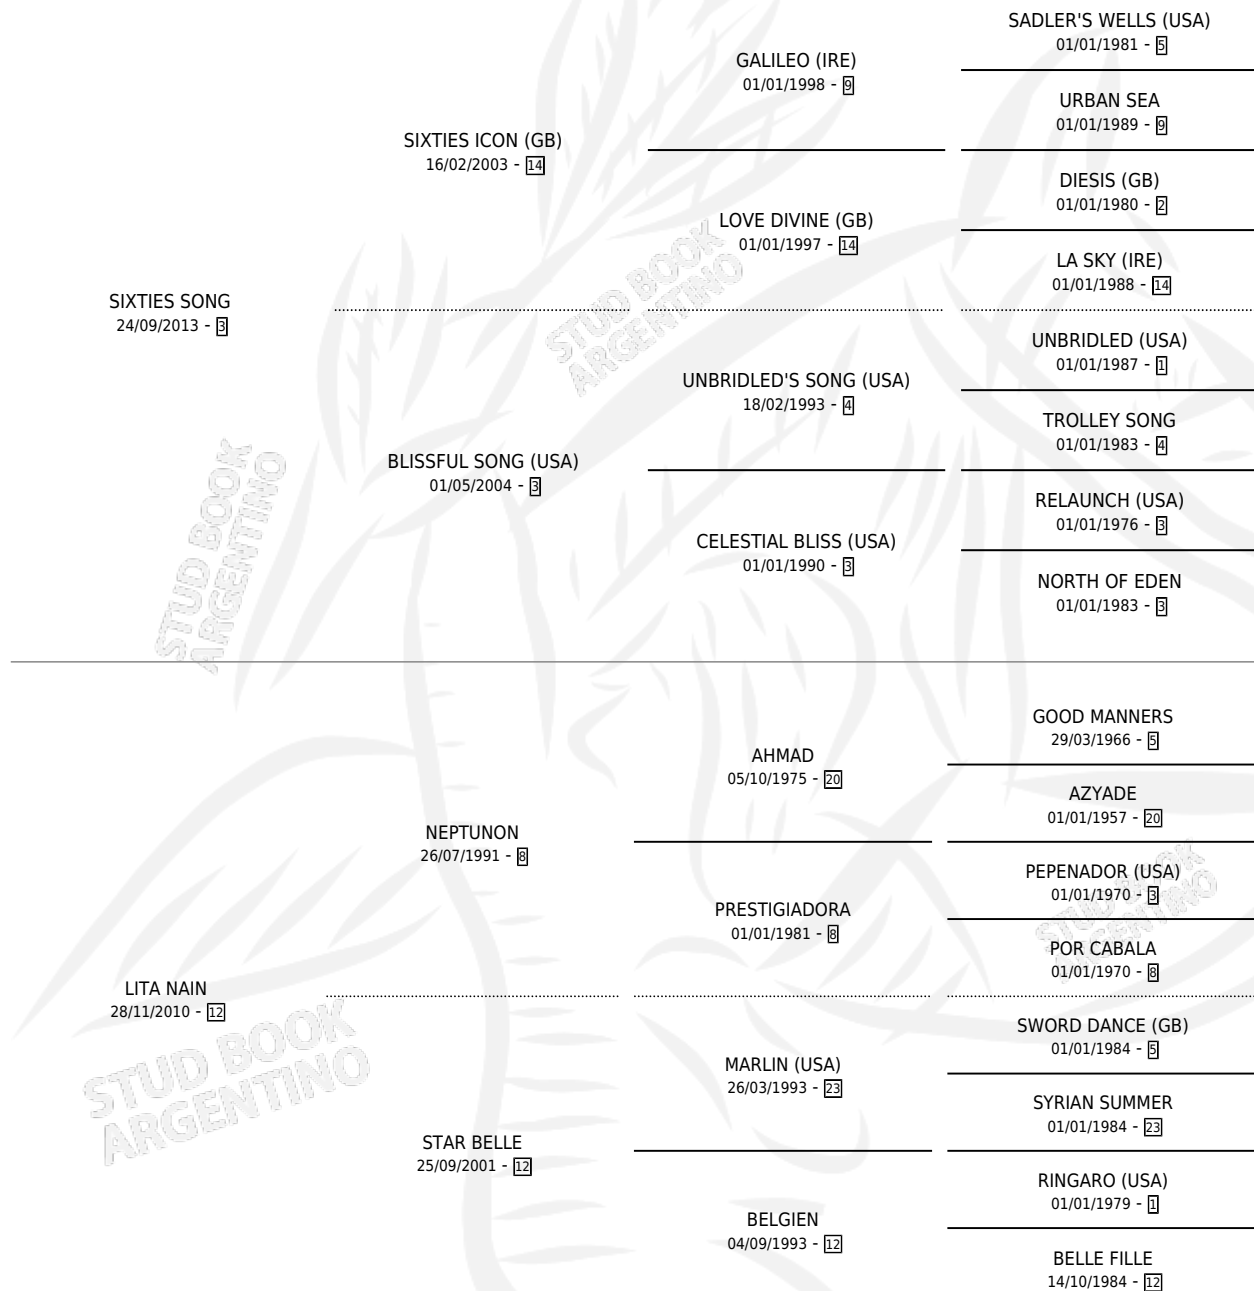 SADLER'S WELLS (USA)
01/01/1981 - 5
GALILEO (IRE)
01/01/1998 - 9
URBAN SEA
01/01/1989 - 9
SIXTIES ICON (GB)
16/02/2003 - 14
DIESIS (GB)
01/01/1980 - 2
LOVE DIVINE (GB)
01/01/1997 - 14
LA SKY (IRE)
01/01/1988 - 14
SIXTIES SONG
24/09/2013 - 3
STUD BOOK
ARGENTINO
UNBRIDLED (USA)
01/01/1987 - 1
UNBRIDLED'S SONG (USA)
18/02/1993 - 4
TROLLEY SONG
01/01/1983 - 4
BLISSFUL SONG (USA)
01/05/2004 - 3
RELAUNCH (USA)
01/01/1976 - 3
CELESTIAL BLISS (USA)
01/01/1990 - 3
NORTH OF EDEN
01/01/1983 - 3
STUD BOOK
ARGENTINO
GOOD MANNERS
29/03/1966 - 5
AHMAD
05/10/1975 - 20
AZYADE
01/01/1957 - 20
NEPTUNON
26/07/1991 - 8
PEPENADOR (USA)
01/01/1970 - 3
PRESTIGIADORA
01/01/1981 - 8
POR CABALA
01/01/1970 - 8
STUD BOOK
ARGENTINO
LITA NAIN
28/11/2010 - 12
SWORD DANCE (GB)
01/01/1984 - 5
MARLIN (USA)
26/03/1993 - 23
SYRIAN SUMMER
01/01/1984 - 23
STUD BOOK
ARGENTINO
STAR BELLE
25/09/2001 - 12
RINGARO (USA)
01/01/1979 - 1
BELGIEN
04/09/1993 - 12
BELLE FILLE
14/10/1984 - 12